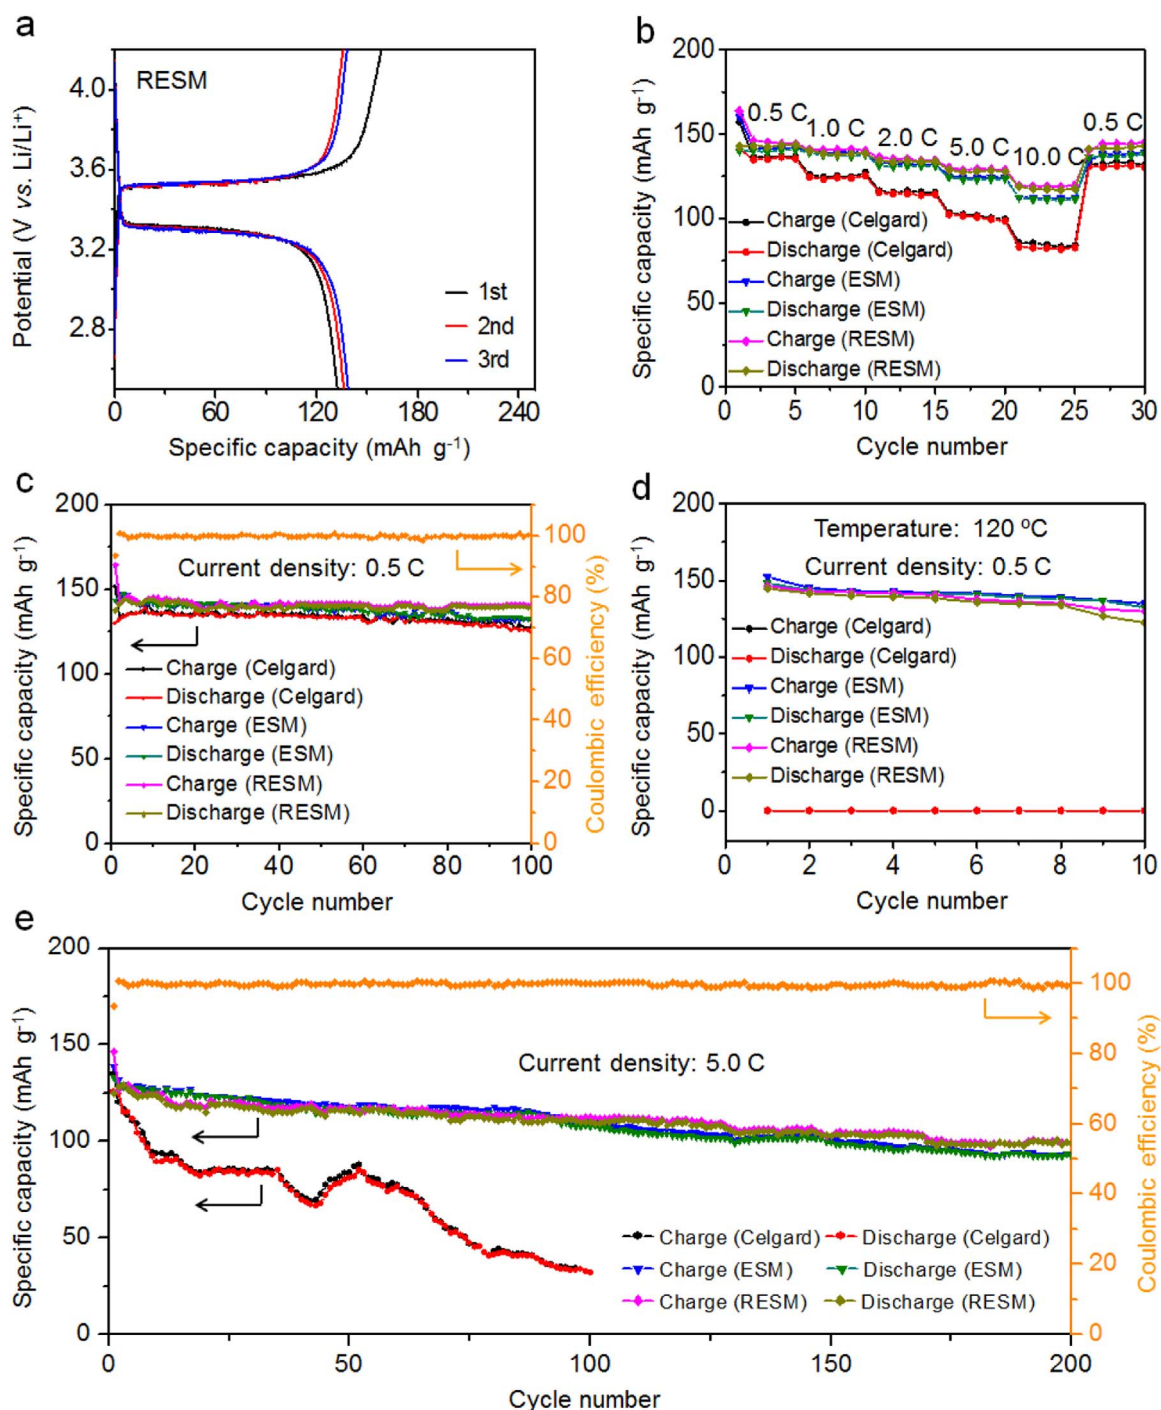 a
RESM
4.0
3.6
3.2
2.8
Potential (V vs. Li/Li⁺)
1st
2nd
3rd
0 60 120 180 240
Specific capacity (mAh g⁻¹)
b
200
150
100
50
0
Specific capacity (mAh g⁻¹)
0.5 C
1.0 C
2.0 C
5.0 C
10.0 C
0.5 C
Charge (Celgard)
Discharge (Celgard)
Charge (ESM)
Discharge (ESM)
Charge (RESM)
Discharge (RESM)
0 5 10 15 20 25 30
Cycle number
c
200
150
100
50
0
Specific capacity (mAh g⁻¹)
Current density: 0.5 C
Charge (Celgard)
Discharge (Celgard)
Charge (ESM)
Discharge (ESM)
Charge (RESM)
Discharge (RESM)
100
80
60
40
20
0
Coulombic efficiency (%)
0 20 40 60 80 100
Cycle number
d
200
150
100
50
0
Specific capacity (mAh g⁻¹)
Temperature: 120 ºC
Current density: 0.5 C
Charge (Celgard)
Discharge (Celgard)
Charge (ESM)
Discharge (ESM)
Charge (RESM)
Discharge (RESM)
0 2 4 6 8 10
Cycle number
e
200
150
100
50
0
Specific capacity (mAh g⁻¹)
Current density: 5.0 C
Charge (Celgard) Discharge (Celgard)
Charge (ESM) Discharge (ESM)
Charge (RESM) Discharge (RESM)
100
80
60
40
20
0
Coulombic efficiency (%)
0 50 100 150 200
Cycle number